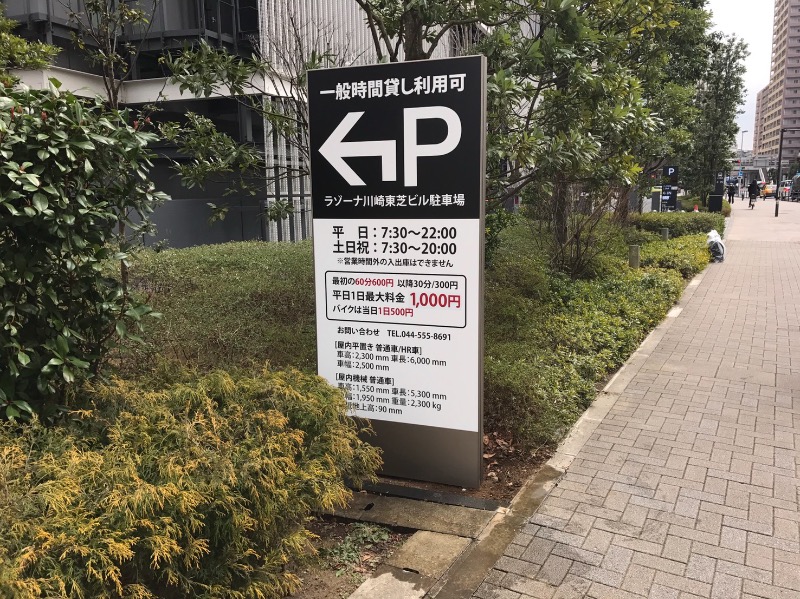 一般時間貸し利用可
P
ラゾーナ川崎東芝ビル駐車場
平 日：7:30～22:00
土日祝：7:30～20:00
※営業時間外の入出庫はできません
最初の60分600円 以降30分/300円
平日1日最大料金 1,000円
バイクは当日1日500円
お問い合わせ TEL.044-555-8691
[屋内平置き 普通車/HR車]
車高：2,300 mm 車長：6,000 mm
車幅：2,500 mm
[屋内機械 普通車]
車高：1,550 mm 車長：5,300 mm
幅：1,950 mm 重量：2,300 kg
地上高：90 mm
P